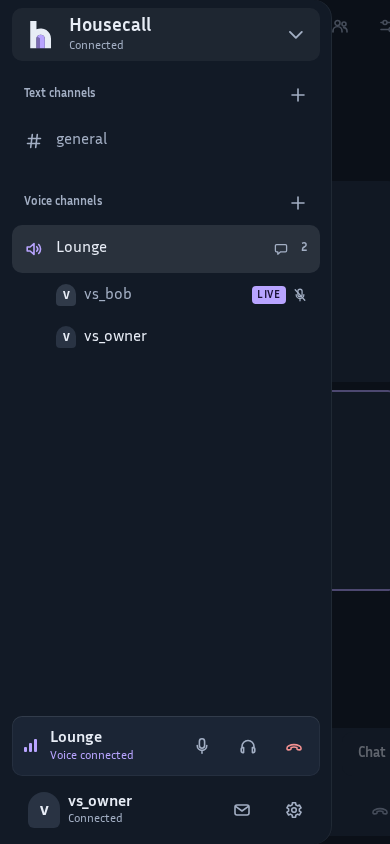 Housecall
Connected
Text channels
general
Voice channels
Lounge
2
V
vs_bob
LIVE
V
vs_owner
Lounge
Voice connected
Chat
V
vs_owner
Connected